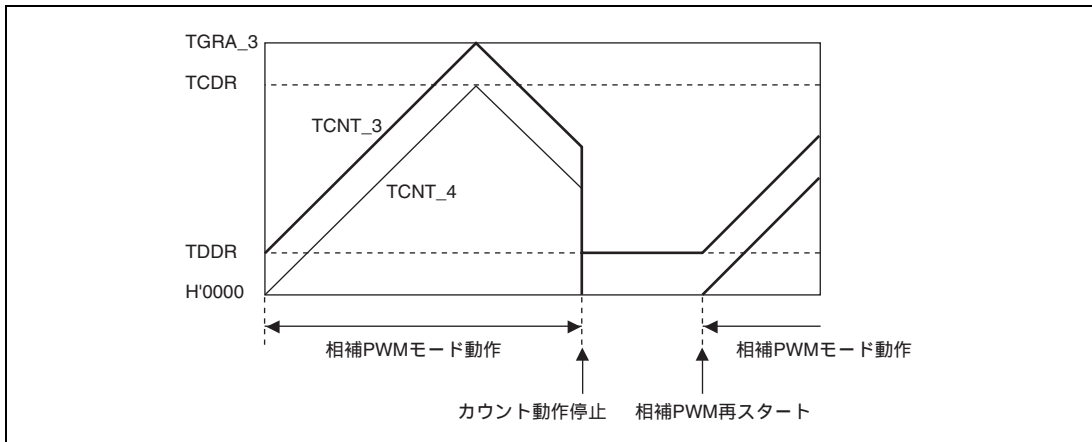 TGRA_3
TCDR
TCNT_3
TCNT_4
TDDR
H'0000
相補PWMモード動作
相補PWMモード動作
カウント動作停止
相補PWM再スタート